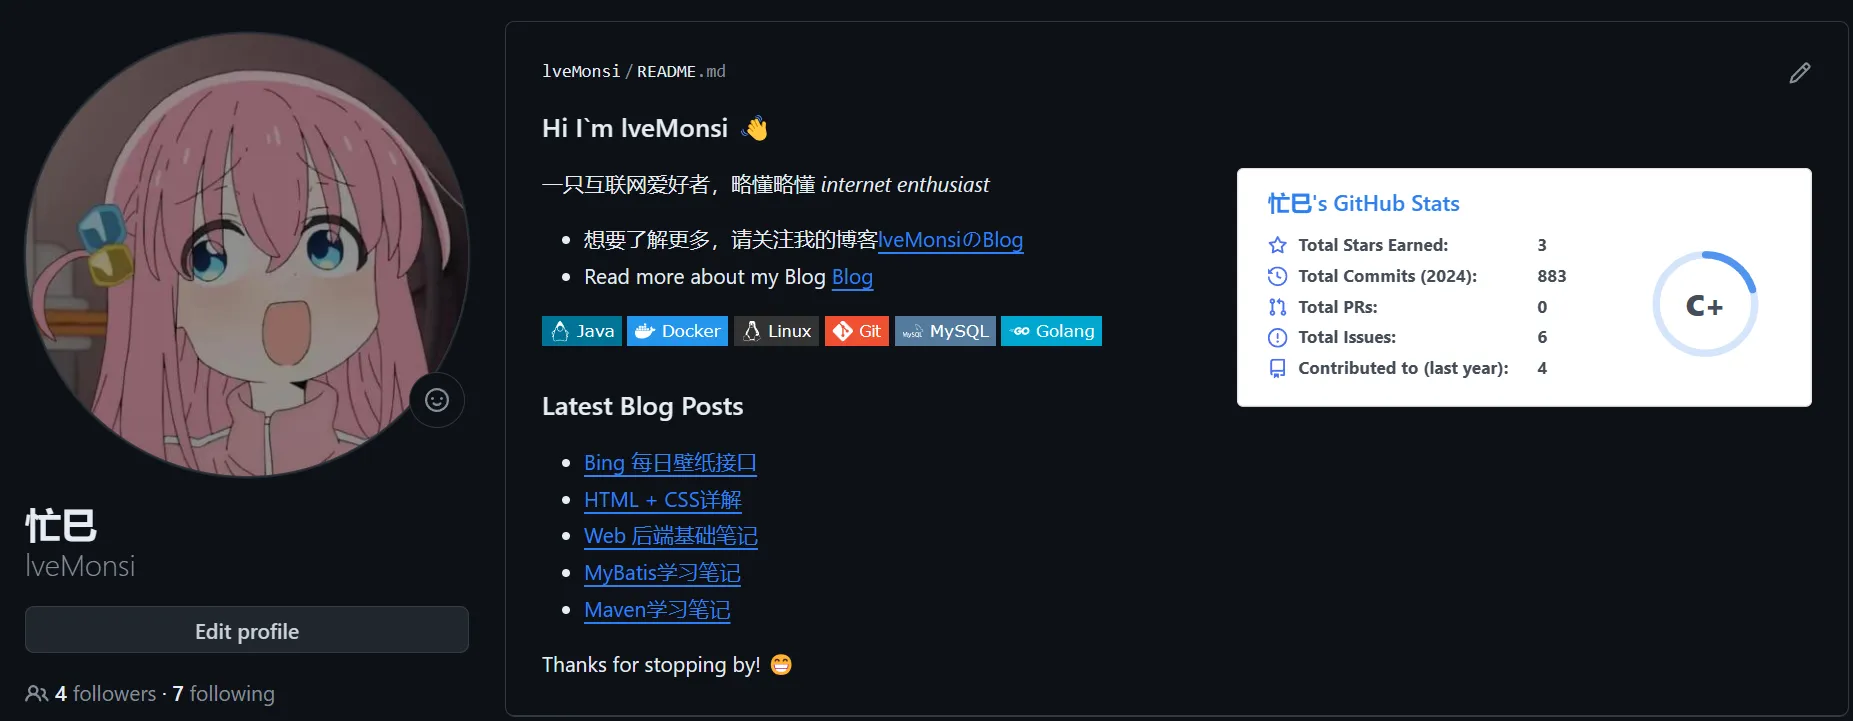 忙巳
lveMonsi
Edit profile
4 followers · 7 following
lveMonsi/README.md
Hi I`m lveMonsi 👋
一只互联网爱好者，略懂略懂 internet enthusiast
想要了解更多，请关注我的博客lveMonsiのBlog
Read more about my Blog Blog
Java Docker Linux Git MySQL MySQL GO Golang
Latest Blog Posts
Bing 每日壁纸接口
HTML + CSS详解
Web 后端基础笔记
MyBatis学习笔记
Maven学习笔记
Thanks for stopping by! 😁
忙巳's GitHub Stats
Total Stars Earned: 3
Total Commits (2024): 883
Total PRs: 0
Total Issues: 6
Contributed to (last year): 4
C+